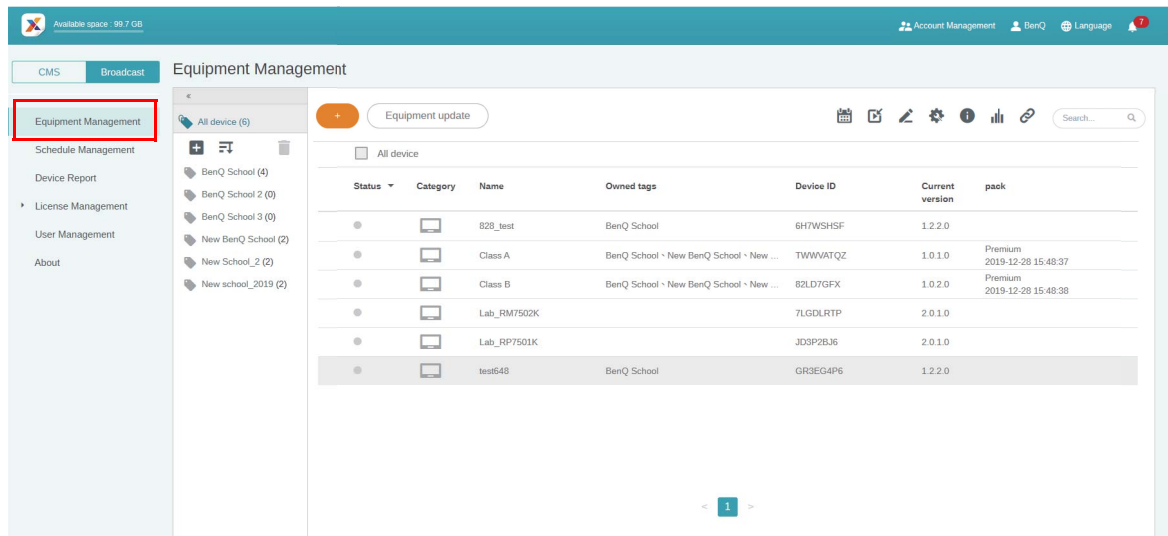 Available space : 99.7 GB
Account Management
BenQ
Language
7
CMS
Broadcast
Equipment Management
Equipment Management
Schedule Management
Device Report
License Management
User Management
About
«
All device (6)
BenQ School (4)
BenQ School 2 (0)
BenQ School 3 (0)
New BenQ School (2)
New School_2 (2)
New school_2019 (2)
+
Equipment update
Search...
All device
Status Category Name Owned tags Device ID Current version pack
828_test BenQ School 6H7WSHSF 1.2.2.0
Class A BenQ School、New BenQ School、New ... TWWVATQZ 1.0.1.0 Premium
2019-12-28 15:48:37
Class B BenQ School、New BenQ School、New ... 82LD7GFX 1.0.2.0 Premium
2019-12-28 15:48:38
Lab_RM7502K 7LGDLRTP 2.0.1.0
Lab_RP7501K JD3P2BJ6 2.0.1.0
test648 BenQ School GR3EG4P6 1.2.2.0
< 1 >